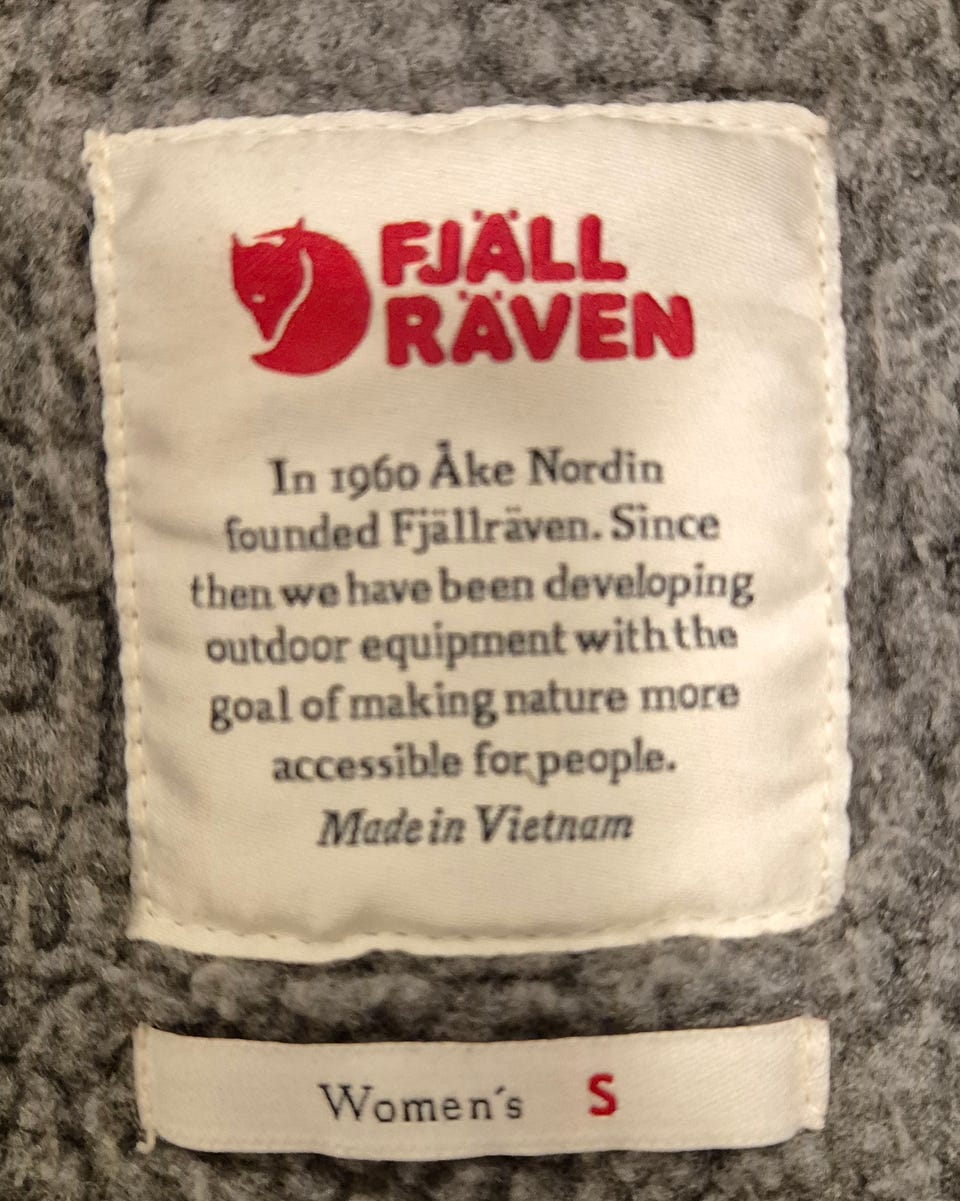 FJÄLL
RÄVEN
In 1960 Åke Nordin
founded Fjällräven. Since
then we have been developing
outdoor equipment with the
goal of making nature more
accessible for people.
Made in Vietnam
Women´s S